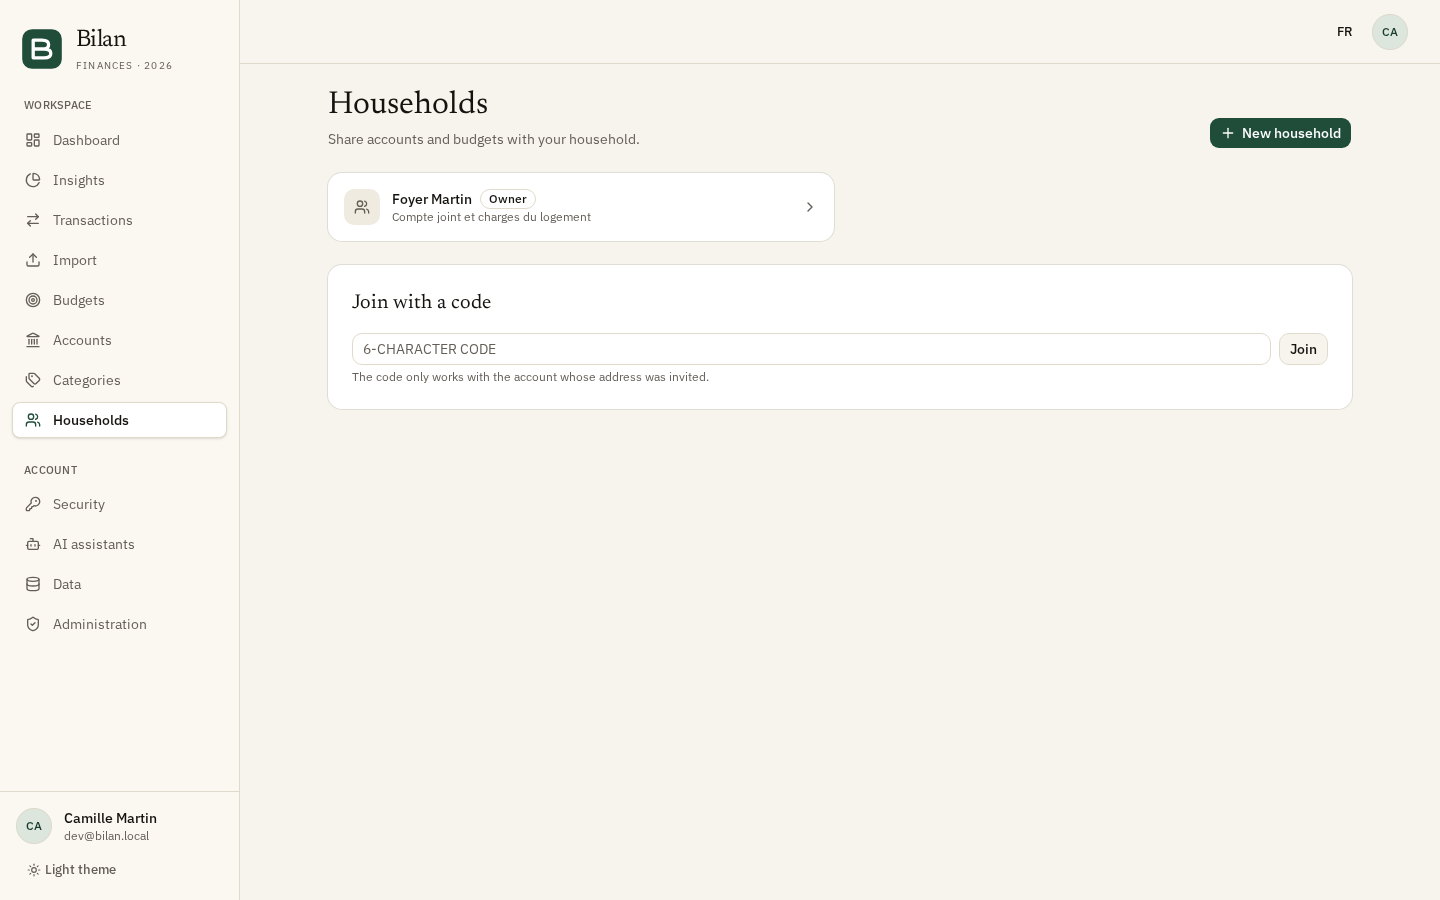 Bilan
FINANCES · 2026
WORKSPACE
Dashboard
Insights
Transactions
Import
Budgets
Accounts
Categories
Households
ACCOUNT
Security
AI assistants
Data
Administration
CA
Camille Martin
dev@bilan.local
Light theme
FR
CA
Households
Share accounts and budgets with your household.
New household
Foyer Martin
Owner
Compte joint et charges du logement
Join with a code
6-CHARACTER CODE
Join
The code only works with the account whose address was invited.